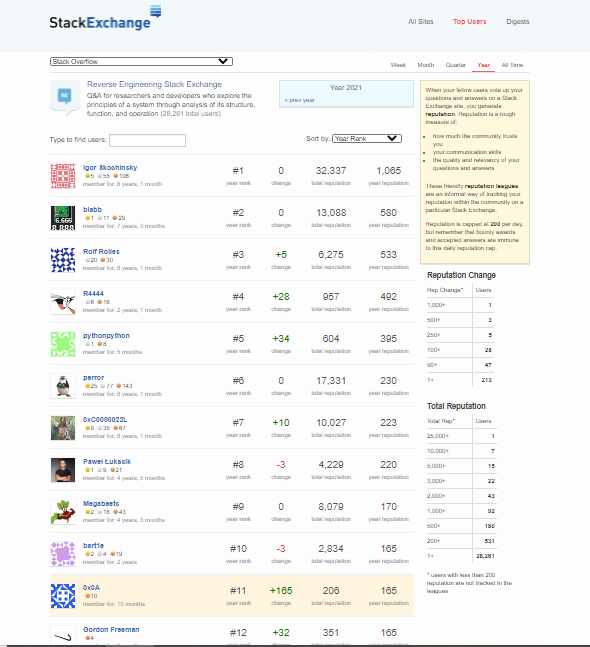 StackExchange
All Sites
Top Users
Digests
Stack Overflow
Week
Month
Quarter
Year
All Time
Reverse Engineering Stack Exchange
Q&A for researchers and developers who explore the
principles of a system through analysis of its structure,
function, and operation (28,261 total users)
Year 2021
« prev year
Type to find users:
Sort by:
Year Rank
Igor Skochinsky
5 55 108
member for: 8 years, 1 month
#1
year rank
0
change
32,337
total reputation
1,065
year reputation
blabb
1 11 29
member for: 7 years, 3 months
#2
year rank
0
change
13,088
total reputation
580
year reputation
Rolf Rolles
20 30
member for: 8 years, 1 month
#3
year rank
+5
change
6,275
total reputation
533
year reputation
R4444
6 16
member for: 2 years, 1 month
#4
year rank
+28
change
957
total reputation
492
year reputation
pythonpython
1 8
member for: 5 months
#5
year rank
+34
change
604
total reputation
395
year reputation
perror
25 77 143
member for: 8 years, 1 month
#6
year rank
0
change
17,331
total reputation
230
year reputation
0xC0000022L
9 35 67
member for: 8 years, 1 month
#7
year rank
+10
change
10,027
total reputation
223
year reputation
Paweł Łukasik
1 9 21
member for: 4 years, 5 months
#8
year rank
-3
change
4,229
total reputation
220
year reputation
Megabeets
2 18 43
member for: 4 years, 3 months
#9
year rank
0
change
8,079
total reputation
170
year reputation
bart1e
2 4 19
member for: 2 years
#10
year rank
-3
change
2,834
total reputation
165
year reputation
0x0A
10
member for: 10 months
#11
year rank
+165
change
206
total reputation
165
year reputation
Gordon Freeman
4
#12
year rank
+32
change
351
total reputation
165
year reputation
When your fellow users vote up your
questions and answers on a Stack
Exchange site, you generate
reputation. Reputation is a rough
measure of:
how much the community trusts
you
your communication skills
the quality and relevancy of your
questions and answers
These friendly reputation leagues
are an informal way of tracking your
reputation within the community on a
particular Stack Exchange.
Reputation is capped at 200 per day,
but remember that bounty awards
and accepted answers are immune
to this daily reputation cap.
Reputation Change
Rep Change* Users
1,000+ 1
500+ 3
250+ 5
100+ 28
50+ 47
1+ 213
Total Reputation
Total Rep* Users
25,000+ 1
10,000+ 7
5,000+ 15
3,000+ 22
2,000+ 43
1,000+ 92
500+ 180
200+ 531
1+ 28,261
* users with less than 200
reputation are not tracked in the
leagues